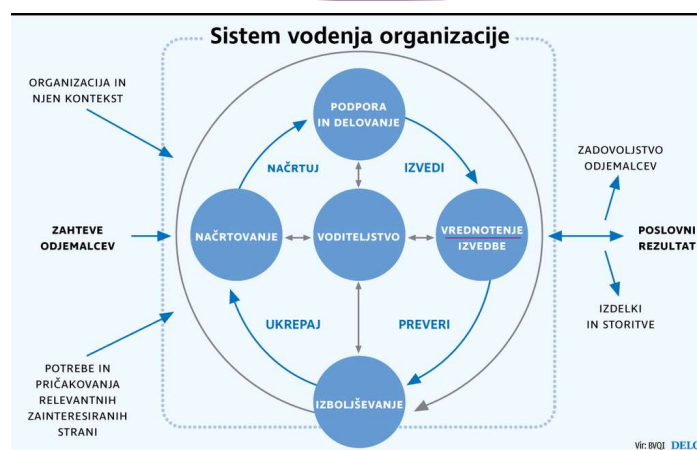 Sistem vodenja organizacije
ORGANIZACIJA IN
NJEN KONTEKST
ZAHTEVE
ODJEMALCEV
POTREBE IN
PRIČAKOVANJA
RELEVANTNIH
ZAINTERESIRANIH
STRANI
PODPORA
IN DELOVANJE
NAČRTUJ
IZVEDI
NAČRTOVANJE
VODITELJSTVO
VREDNOTENJE
IZVEDBE
UKREPAJ
PREVERI
IZBOLJŠEVANJE
ZADOVOLJSTVO
ODJEMALCEV
POSLOVNI
REZULTAT
IZDELKI
IN STORITVE
Vir: BVQI